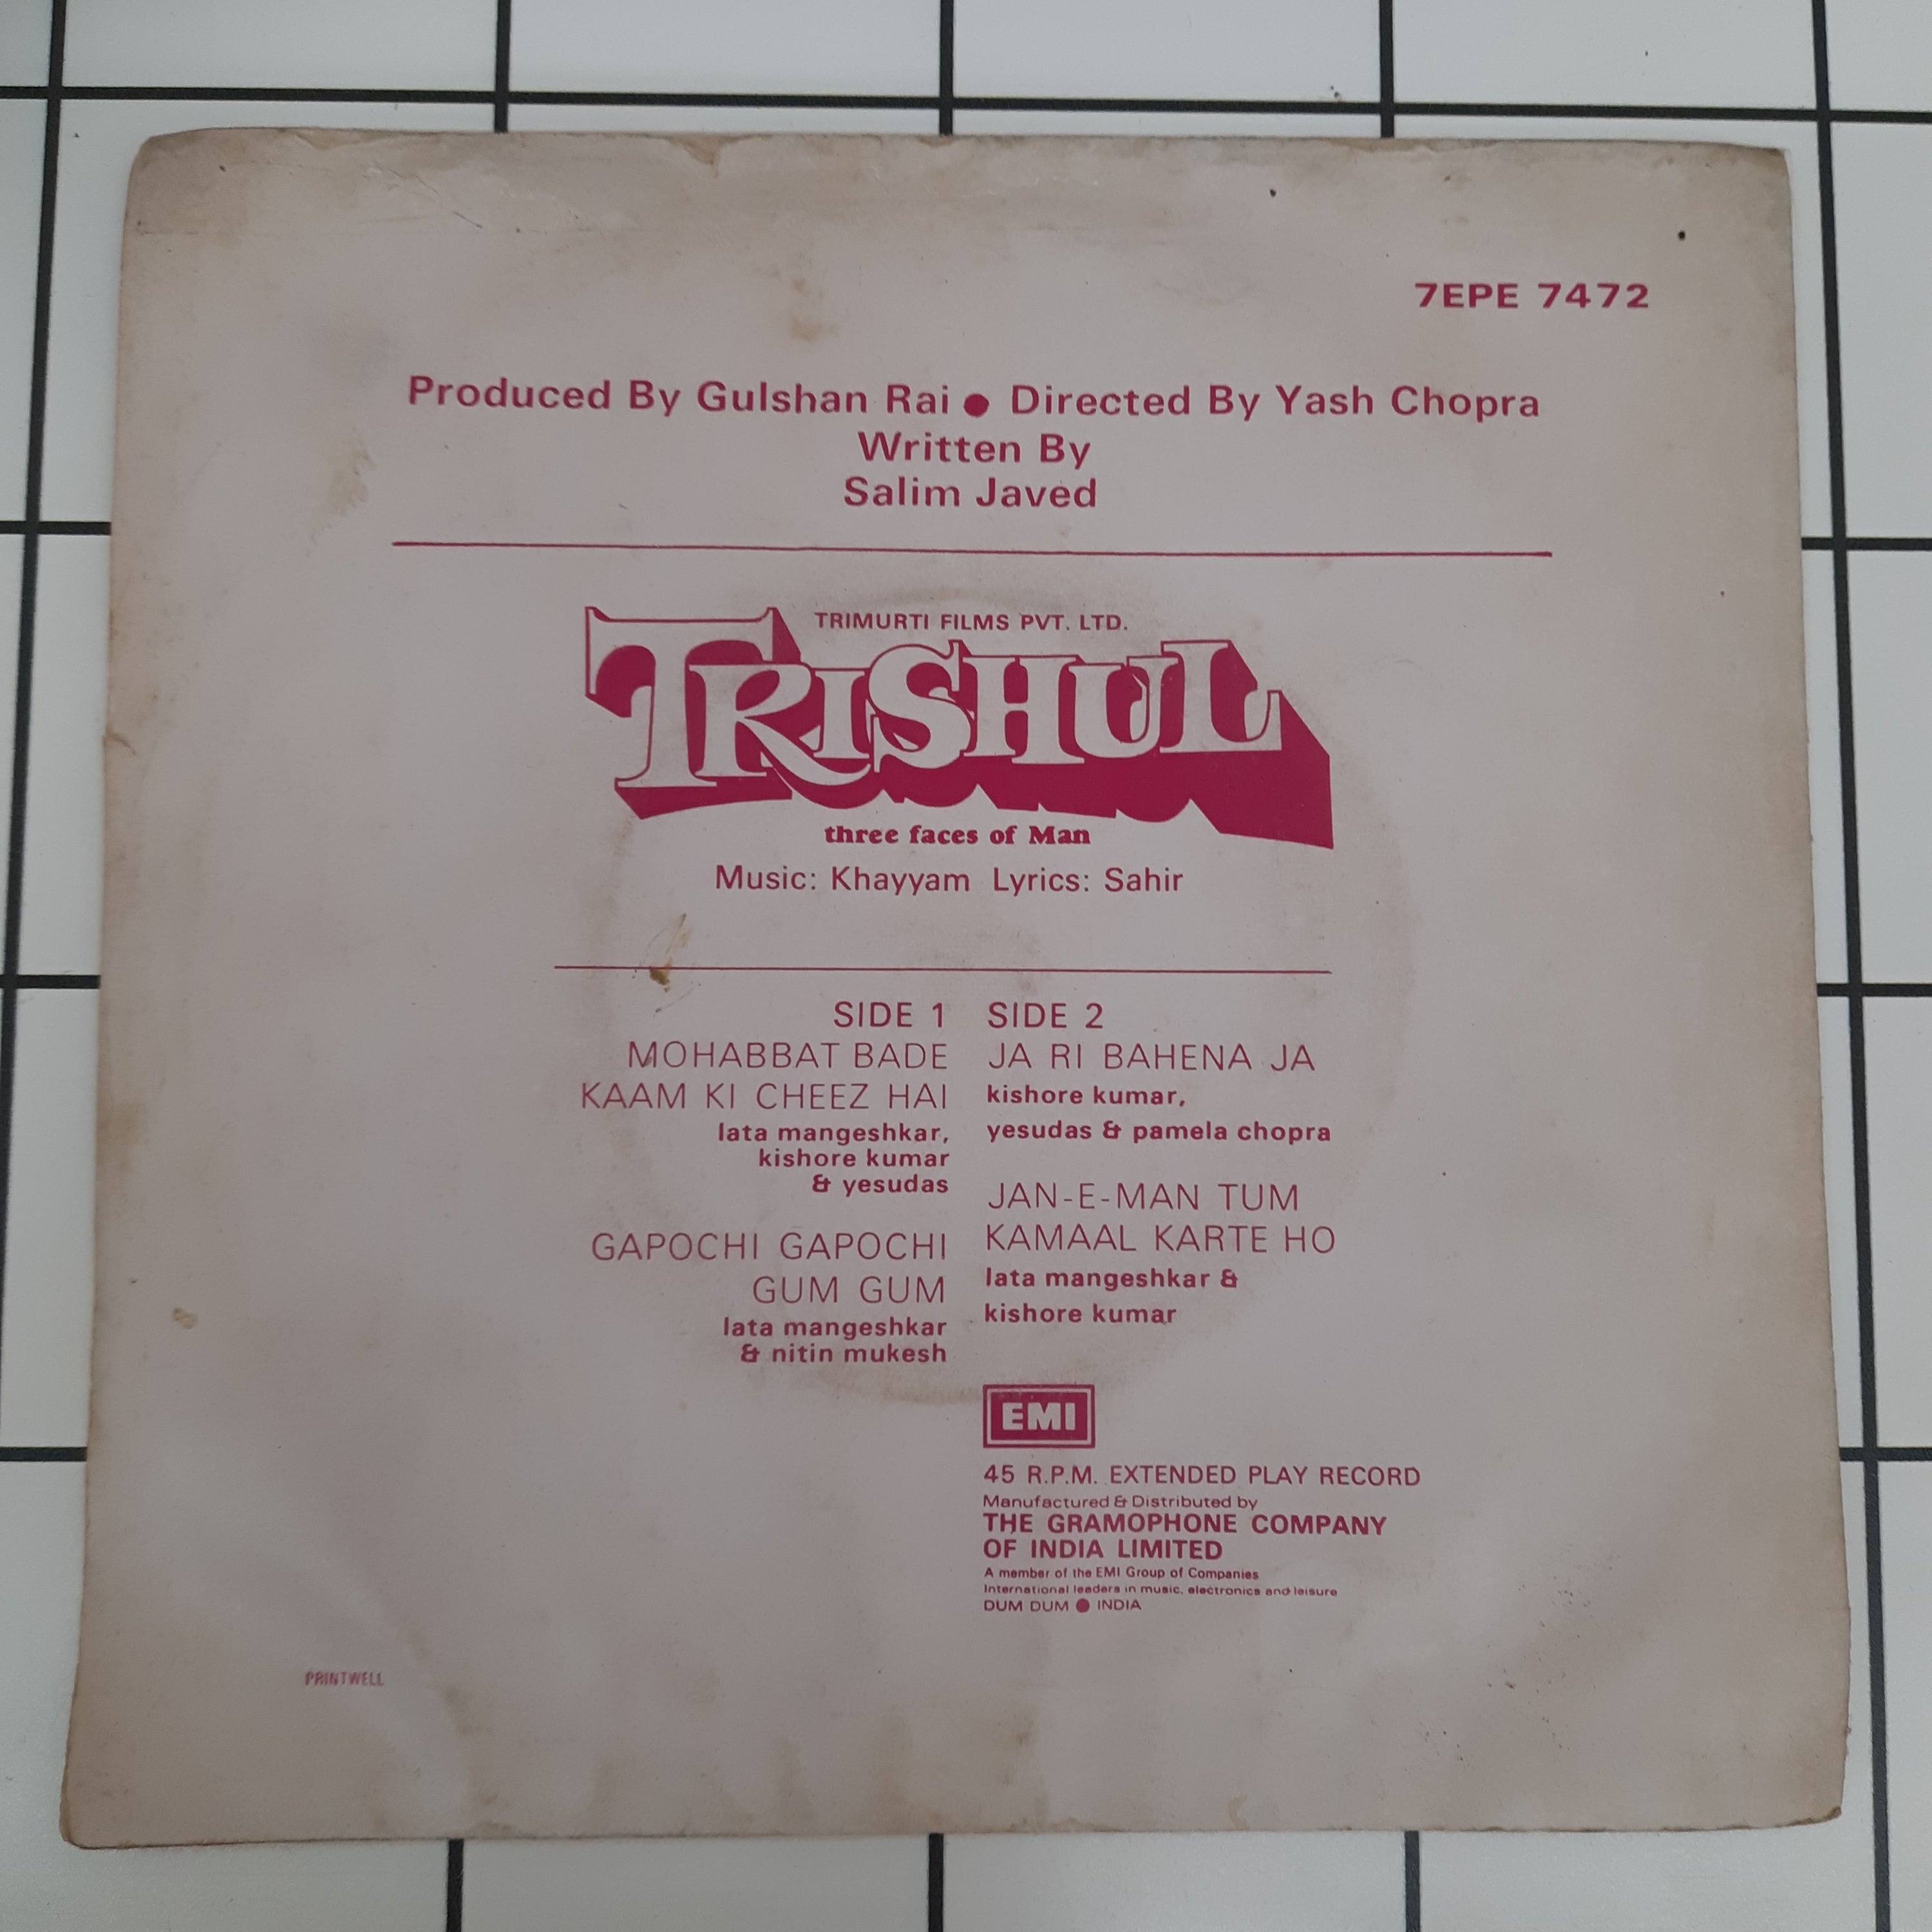 7EPE 7472
Produced By Gulshan Rai ● Directed By Yash Chopra
Written By
Salim Javed
TRIMURTI FILMS PVT. LTD.
TRISHUL
three faces of Man
Music: Khayyam Lyrics: Sahir
SIDE 1
MOHABBAT BADE
KAAM KI CHEEZ HAI
lata mangeshkar,
kishore kumar
& yesudas
GAPOCHI GAPOCHI
GUM GUM
lata mangeshkar
& nitin mukesh
SIDE 2
JA RI BAHENA JA
kishore kumar,
yesudas & pamela chopra
JAN-E-MAN TUM
KAMAAL KARTE HO
lata mangeshkar &
kishore kumar
EMI
45 R.P.M. EXTENDED PLAY RECORD
Manufactured & Distributed by
THE GRAMOPHONE COMPANY
OF INDIA LIMITED
A member of the EMI Group of Companies
International leaders in music, electronics and leisure
DUM DUM ● INDIA
PRINTWELL